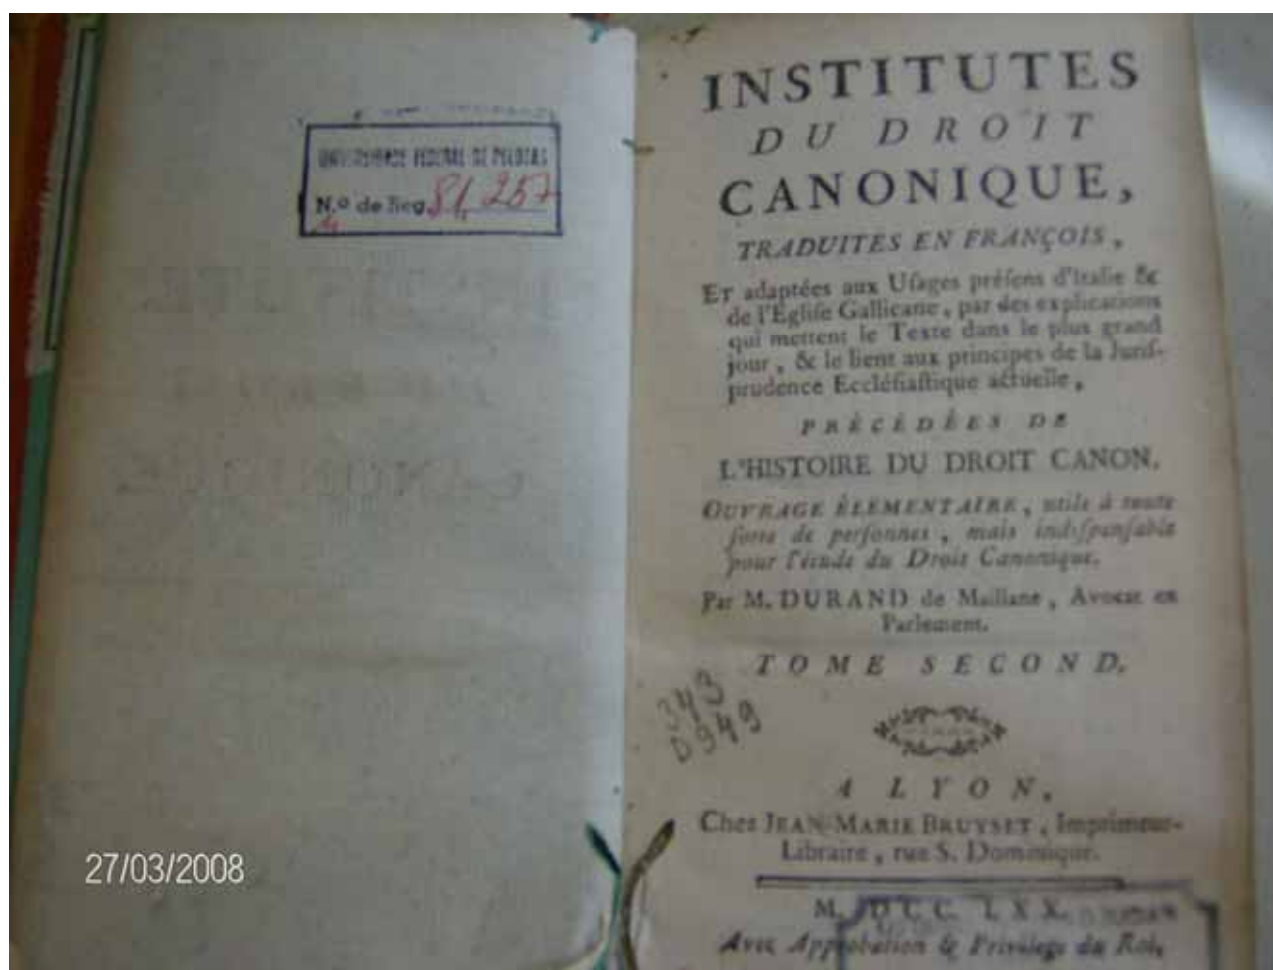 UNIVERSIDADE FEDERAL DE PELOTAS
N.º de Reg. 81.257
27/03/2008
INSTITUTES
DU DROIT
CANONIQUE,
TRADUITES EN FRANÇOIS,
ET adaptées aux Uſages préſens d'Italie &
de l'Egliſe Gallicane, par des explications
qui mettent le Texte dans le plus grand
jour, & le lient aux principes de la Juriſ-
prudence Eccléſiaſtique actuelle,
PRÉCÉDÉES DE
L'HISTOIRE DU DROIT CANON.
OUVRAGE ÉLEMENTAIRE, utile à toute
ſorte de perſonnes, mais indiſpenſable
pour l'étude du Droit Canonique.
Par M. DURAND de Maillane, Avocat en
Parlement.
TOME SECOND.
343
D949
A LYON,
Chez JEAN-MARIE BRUYSET, Imprimeur-
Libraire, rue S. Dominique.
M. DCC. LXX.
Avec Approbation & Privilege du Roi,